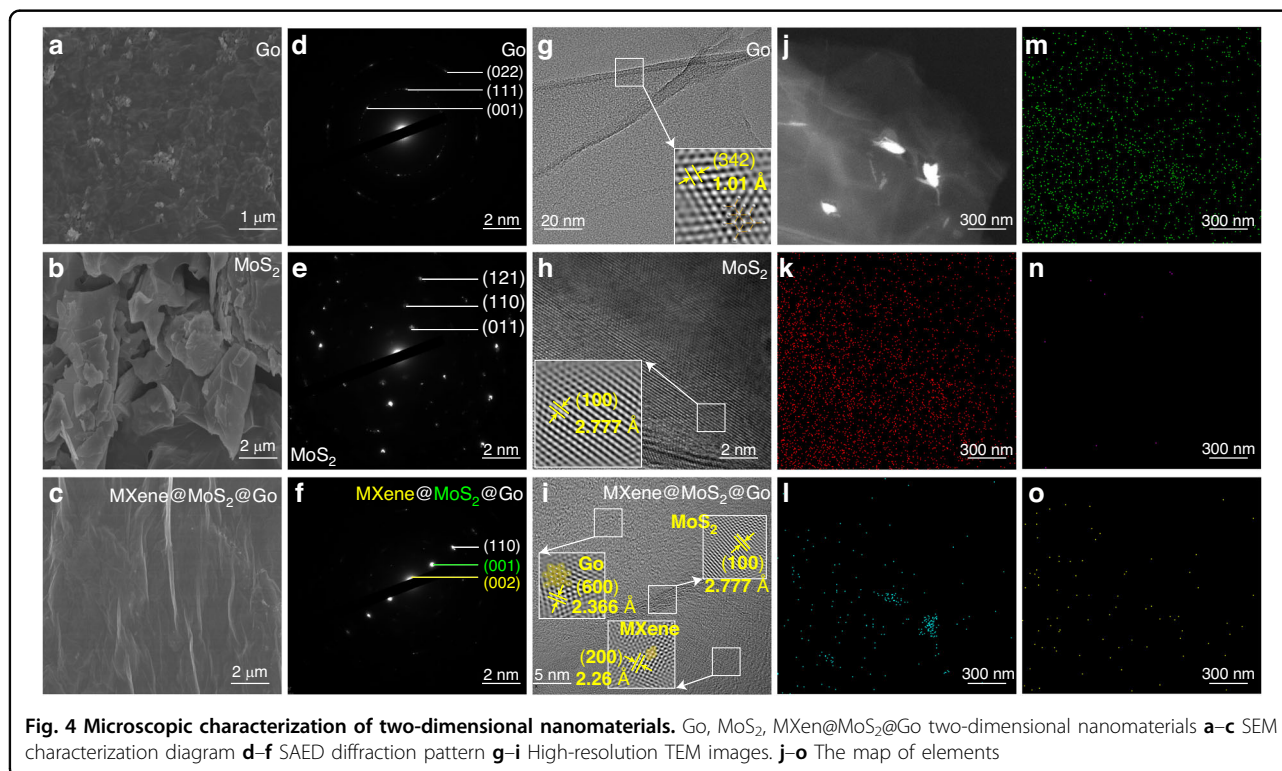 a
Go
1 µm
d
Go
(022)
(111)
(001)
2 nm
g
Go
(342)
1.01 Å
20 nm
j
300 nm
m
300 nm
b
MoS₂
2 µm
e
(121)
(110)
(011)
MoS₂
2 nm
h
MoS₂
(100)
2.777 Å
2 nm
k
300 nm
n
300 nm
c
MXene@MoS₂@Go
2 µm
f
MXene@MoS₂@Go
(110)
(001)
(002)
2 nm
i
MXene@MoS₂@Go
MoS₂
(100)
2.777 Å
Go
(600)
2.366 Å
MXene
(200)
2.26 Å
5 nm
l
300 nm
o
300 nm
Fig. 4 Microscopic characterization of two-dimensional nanomaterials. Go, MoS₂, MXen@MoS₂@Go two-dimensional nanomaterials a–c SEM
characterization diagram d–f SAED diffraction pattern g–i High-resolution TEM images. j–o The map of elements